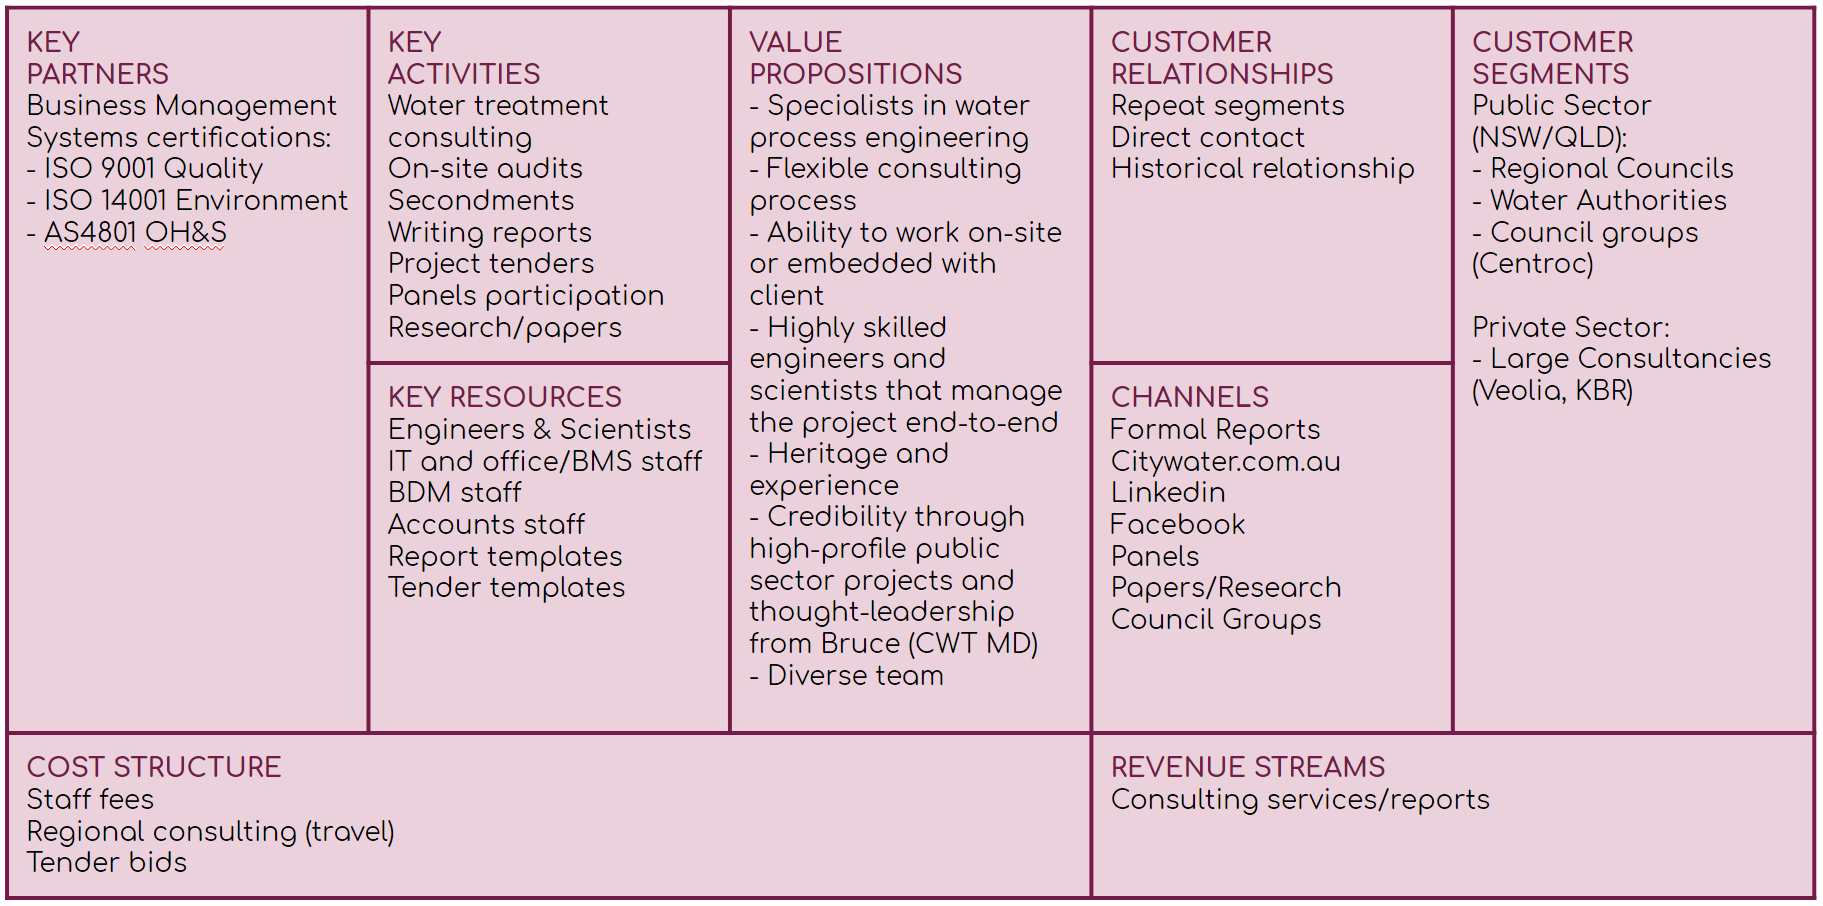 KEY
PARTNERS
Business Management
Systems certifications:
- ISO 9001 Quality
- ISO 14001 Environment
- AS4801 OH&S
KEY
ACTIVITIES
Water treatment
consulting
On-site audits
Secondments
Writing reports
Project tenders
Panels participation
Research/papers
KEY RESOURCES
Engineers & Scientists
IT and office/BMS staff
BDM staff
Accounts staff
Report templates
Tender templates
VALUE
PROPOSITIONS
- Specialists in water
process engineering
- Flexible consulting
process
- Ability to work on-site
or embedded with
client
- Highly skilled
engineers and
scientists that manage
the project end-to-end
- Heritage and
experience
- Credibility through
high-profile public
sector projects and
thought-leadership
from Bruce (CWT MD)
- Diverse team
CUSTOMER
RELATIONSHIPS
Repeat segments
Direct contact
Historical relationship
CHANNELS
Formal Reports
Citywater.com.au
Linkedin
Facebook
Panels
Papers/Research
Council Groups
CUSTOMER
SEGMENTS
Public Sector
(NSW/QLD):
- Regional Councils
- Water Authorities
- Council groups
(Centroc)
Private Sector:
- Large Consultancies
(Veolia, KBR)
COST STRUCTURE
Staff fees
Regional consulting (travel)
Tender bids
REVENUE STREAMS
Consulting services/reports